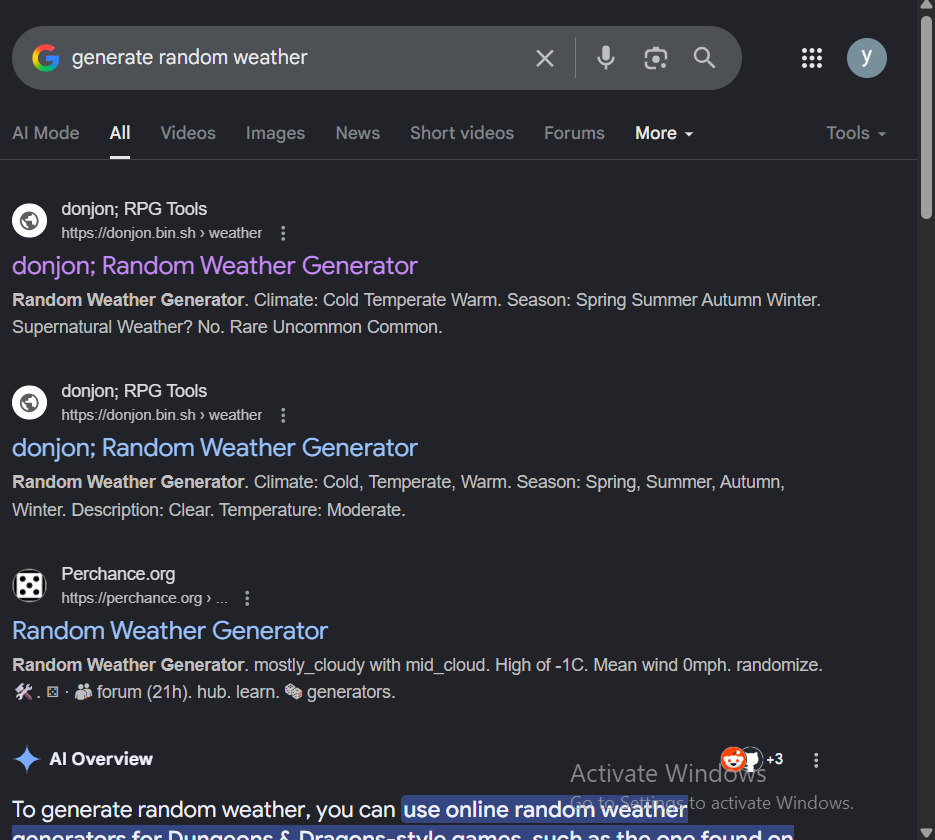 generate random weather
y
AI Mode All Videos Images News Short videos Forums More Tools
donjon; RPG Tools
https://donjon.bin.sh › weather
donjon; Random Weather Generator
Random Weather Generator. Climate: Cold Temperate Warm. Season: Spring Summer Autumn Winter.
Supernatural Weather? No. Rare Uncommon Common.
donjon; RPG Tools
https://donjon.bin.sh › weather
donjon; Random Weather Generator
Random Weather Generator. Climate: Cold, Temperate, Warm. Season: Spring, Summer, Autumn,
Winter. Description: Clear. Temperature: Moderate.
Perchance.org
https://perchance.org › ...
Random Weather Generator
Random Weather Generator. mostly_cloudy with mid_cloud. High of -1C. Mean wind 0mph. randomize.
🛠️. ⚄ · 👥 forum (21h). hub. learn. 🎲 generators.
AI Overview
+3
Activate Windows
Go to Settings to activate Windows.
To generate random weather, you can use online random weather
generators for Dungeons & Dragons-style games, such as the one found on